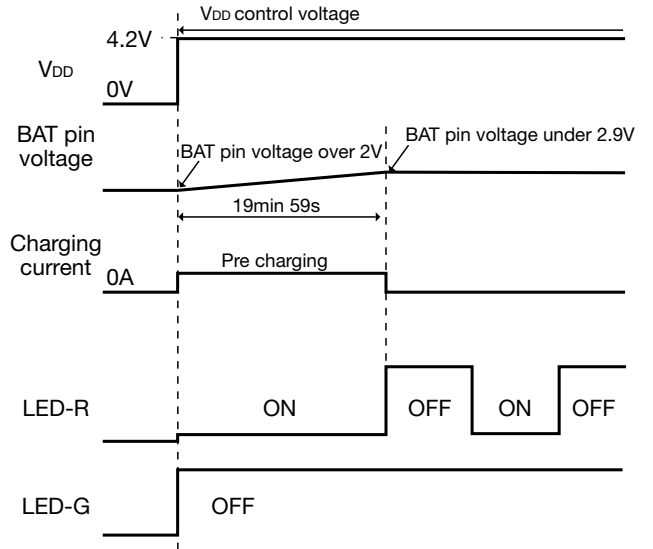 VDD control voltage
4.2V
VDD
0V
BAT pin
voltage
BAT pin voltage over 2V
BAT pin voltage under 2.9V
19min 59s
Charging
current
0A
Pre charging
LED-R
ON
OFF
ON
OFF
LED-G
OFF